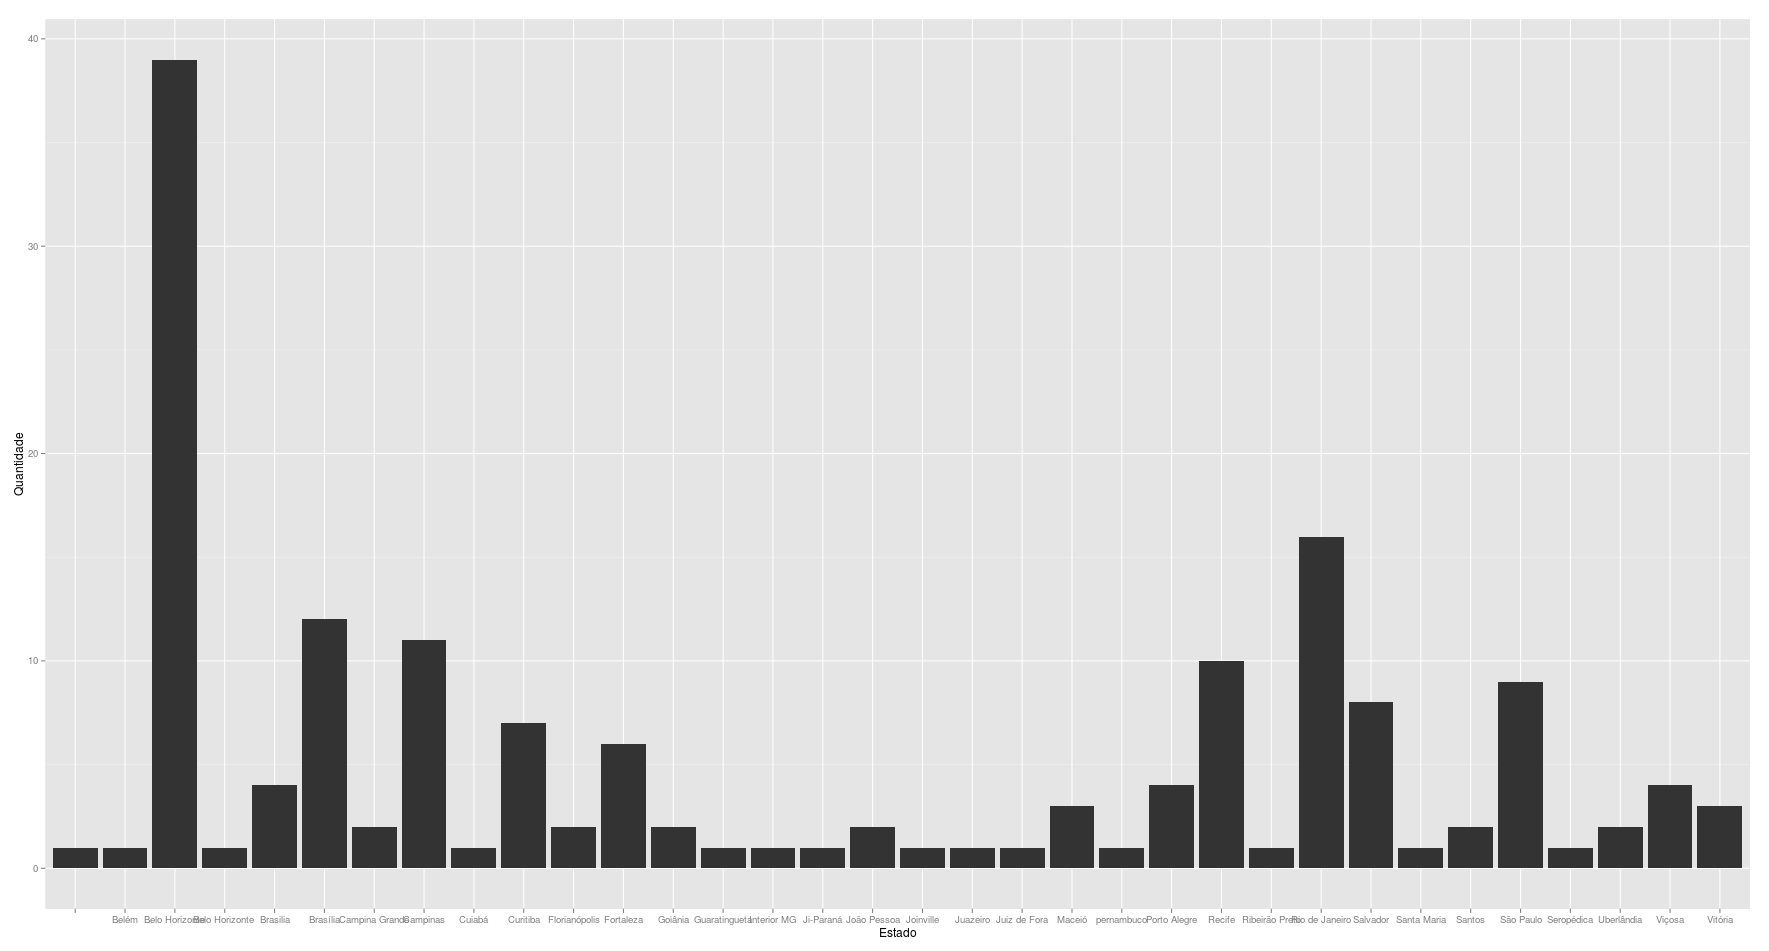 40
30
20
10
0
Quantidade
Belém
Belo Horizonte
Belo Horizonte
Brasilia
Brasília
Campina Grande
Campinas
Cuiabá
Curitiba
Florianópolis
Fortaleza
Goiânia
Guaratinguetá
Interior MG
Ji-Paraná
João Pessoa
Joinville
Juazeiro
Juiz de Fora
Maceió
pernambuco
Porto Alegre
Recife
Ribeirão Preto
Rio de Janeiro
Salvador
Santa Maria
Santos
São Paulo
Seropédica
Uberlândia
Viçosa
Vitória
Estado